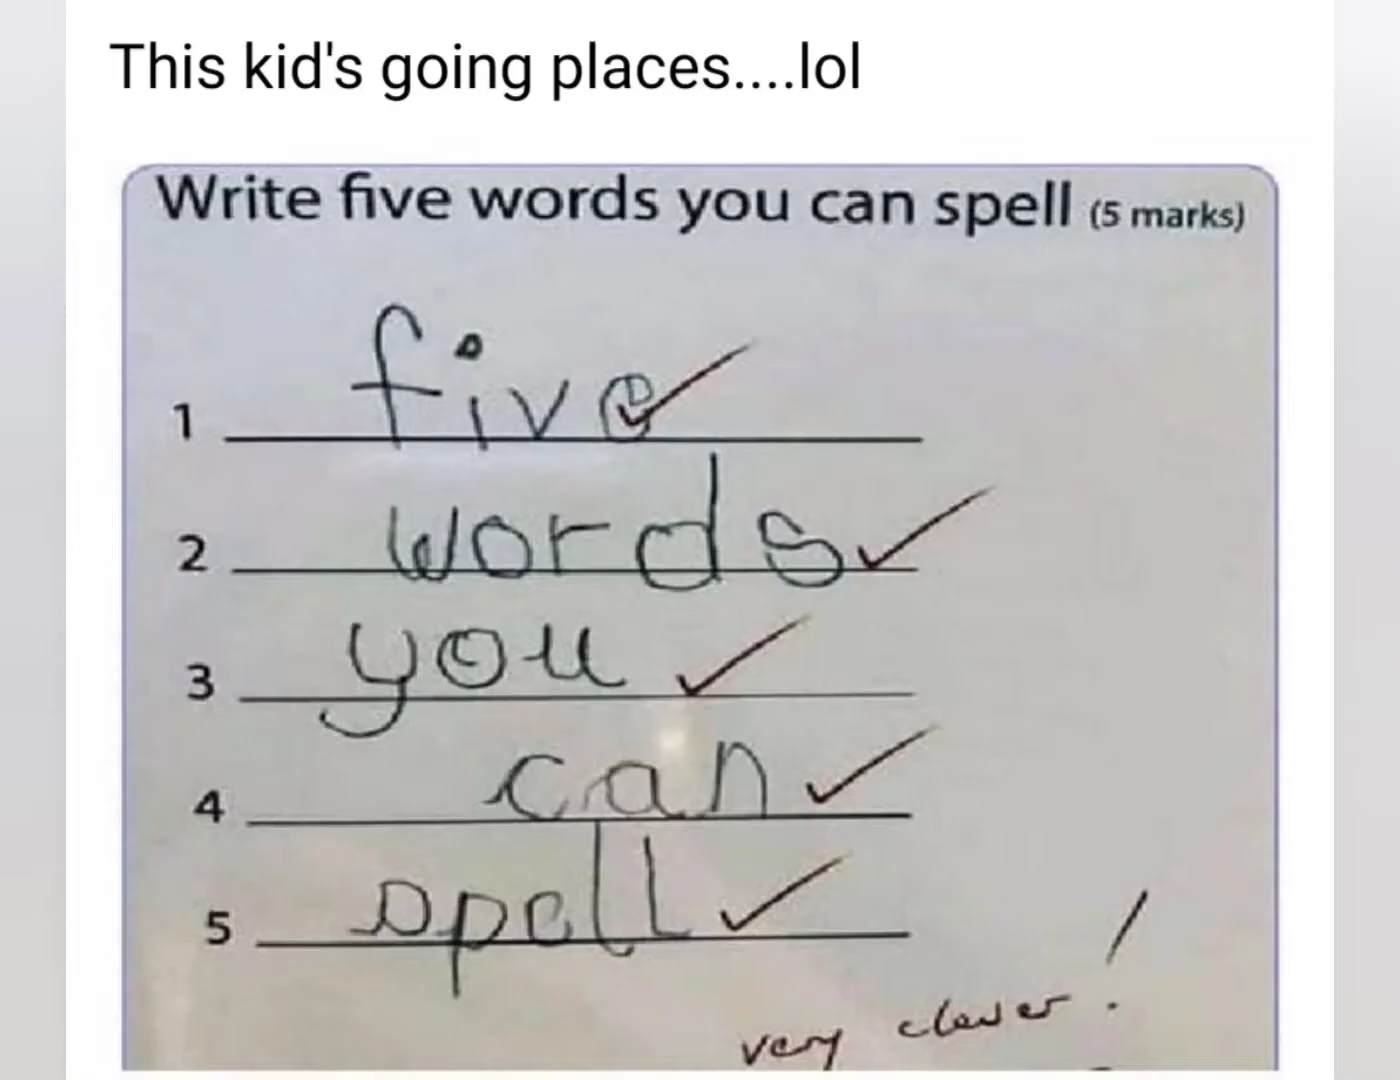 This kid's going places....lol
Write five words you can spell (5 marks)
1 five
2 words
3 you
4 can
5 spell
very clever!